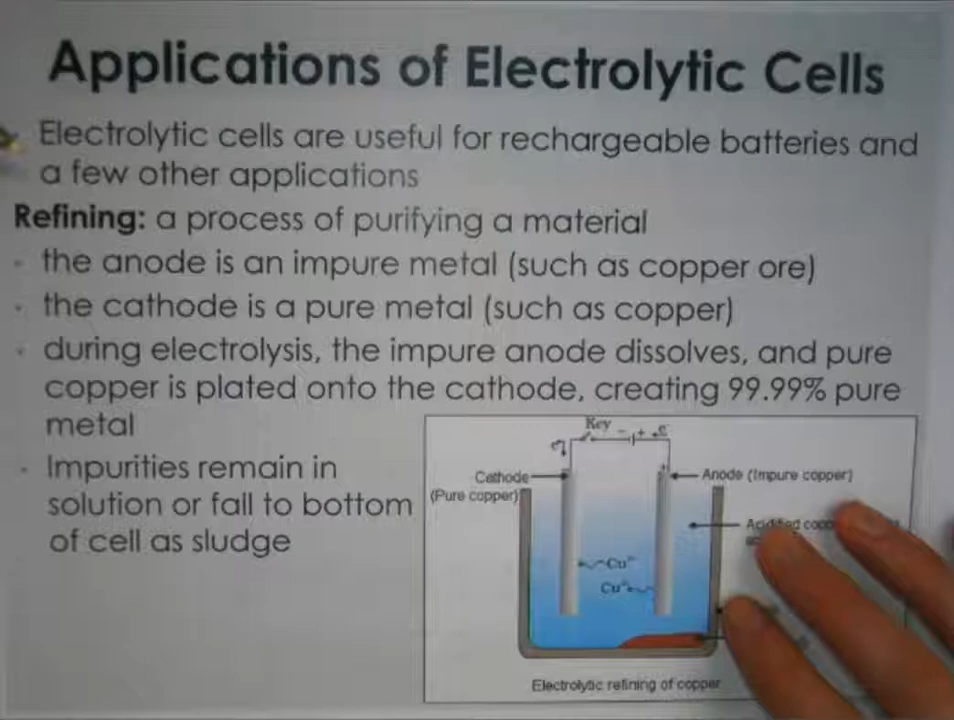 Applications of Electrolytic Cells
Electrolytic cells are useful for rechargeable batteries and
a few other applications
Refining: a process of purifying a material
- the anode is an impure metal (such as copper ore)
- the cathode is a pure metal (such as copper)
- during electrolysis, the impure anode dissolves, and pure
copper is plated onto the cathode, creating 99.99% pure
metal
- Impurities remain in
solution or fall to bottom
of cell as sludge
Key
- +
Cathode
(Pure copper)
Anode (Impure copper)
Acidified
Cu
Cu
Electrolytic refining of copper